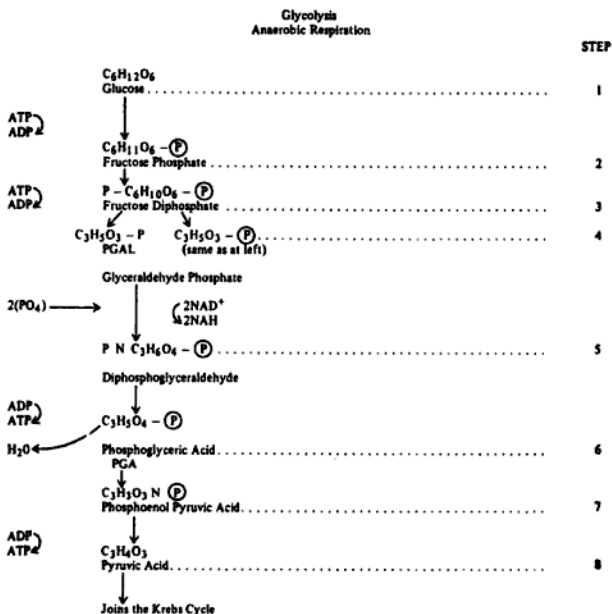 Glycolysis
Anaerobic Respiration
STEP
C₆H₁₂O₆
Glucose 1
ATP
ADP
C₆H₁₁O₆ – P
Fructose Phosphate 2
ATP
ADP
P – C₆H₁₀O₆ – P
Fructose Diphosphate 3
C₃H₅O₃ – P C₃H₅O₃ – P 4
PGAL (same as at left)
Glyceraldehyde Phosphate
2(PO₄)
2NAD⁺
2NAH
P N C₃H₆O₄ – P 5
Diphosphoglyceraldehyde
ADP
ATP
C₃H₅O₄ – P
H₂O
Phosphoglyceric Acid 6
PGA
C₃H₃O₃ N P
Phosphoenol Pyruvic Acid 7
ADP
ATP
C₃H₄O₃
Pyruvic Acid 8
Joins the Krebs Cycle